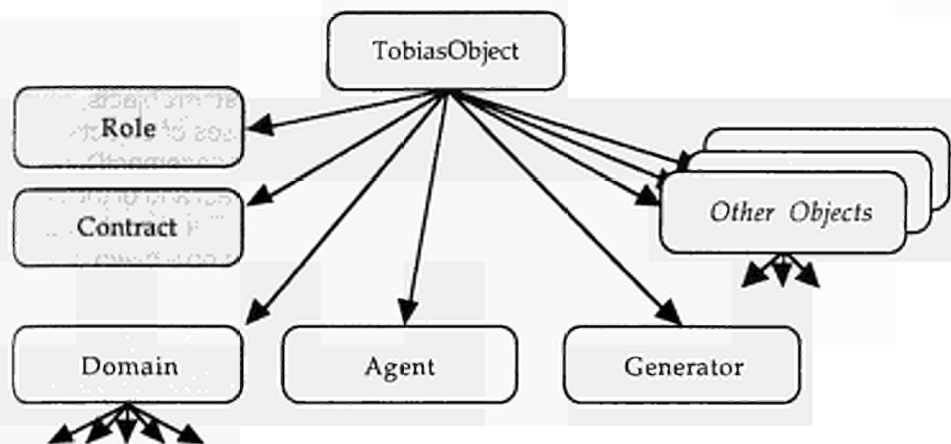 TobiasObject
Role
Contract
Other Objects
Domain
Agent
Generator